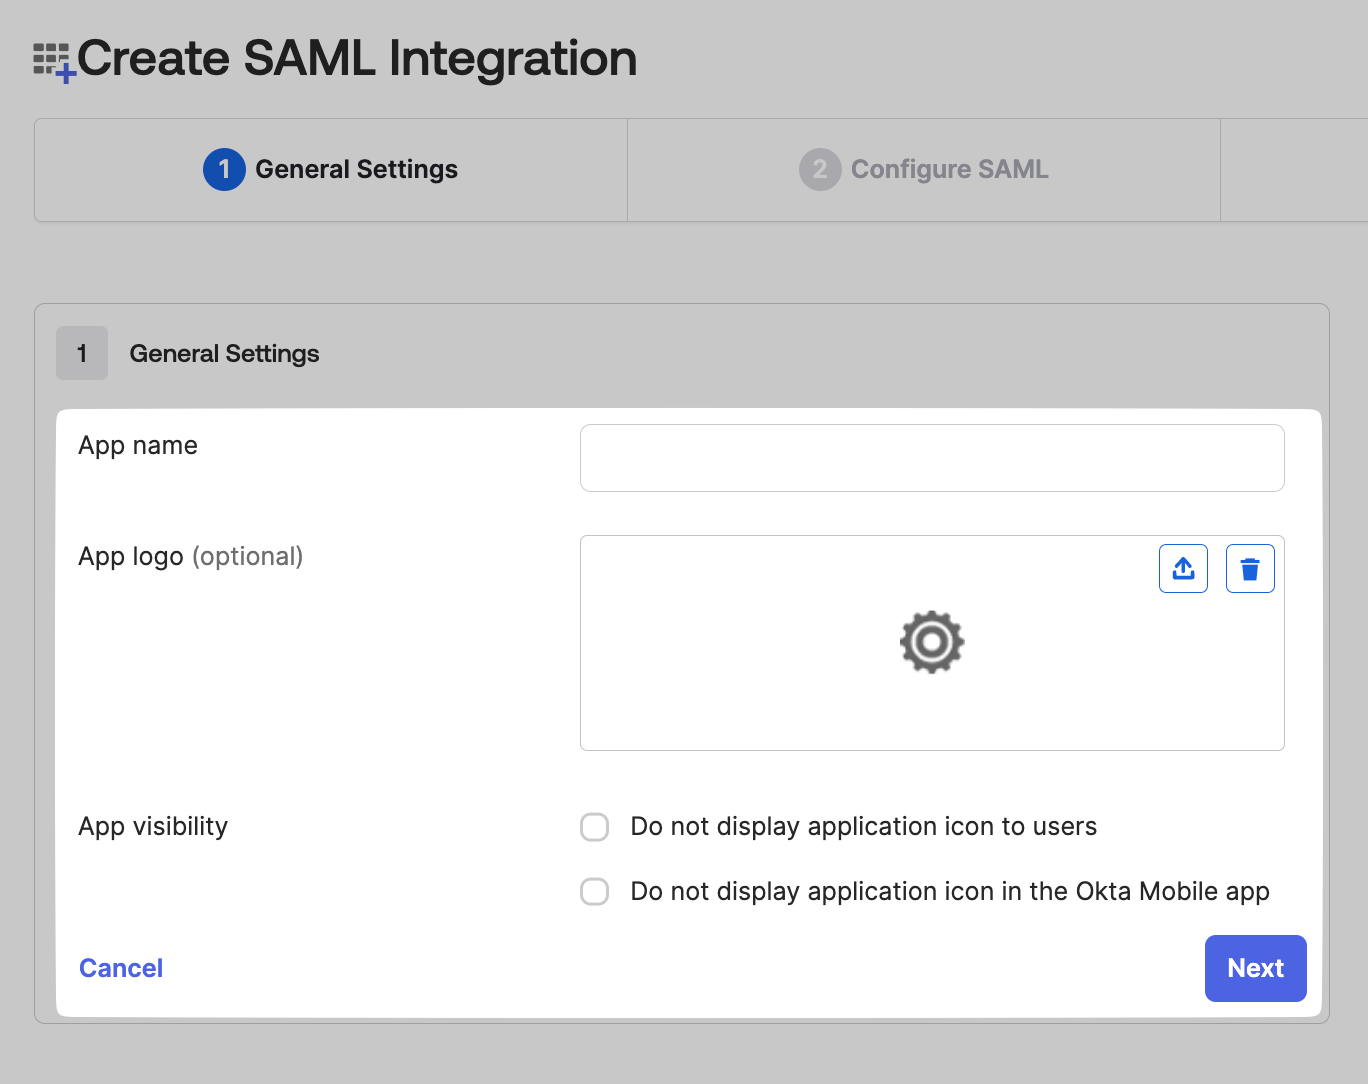 Create SAML Integration
1 General Settings
2 Configure SAML
1 General Settings
App name
App logo (optional)
App visibility
Do not display application icon to users
Do not display application icon in the Okta Mobile app
Cancel
Next